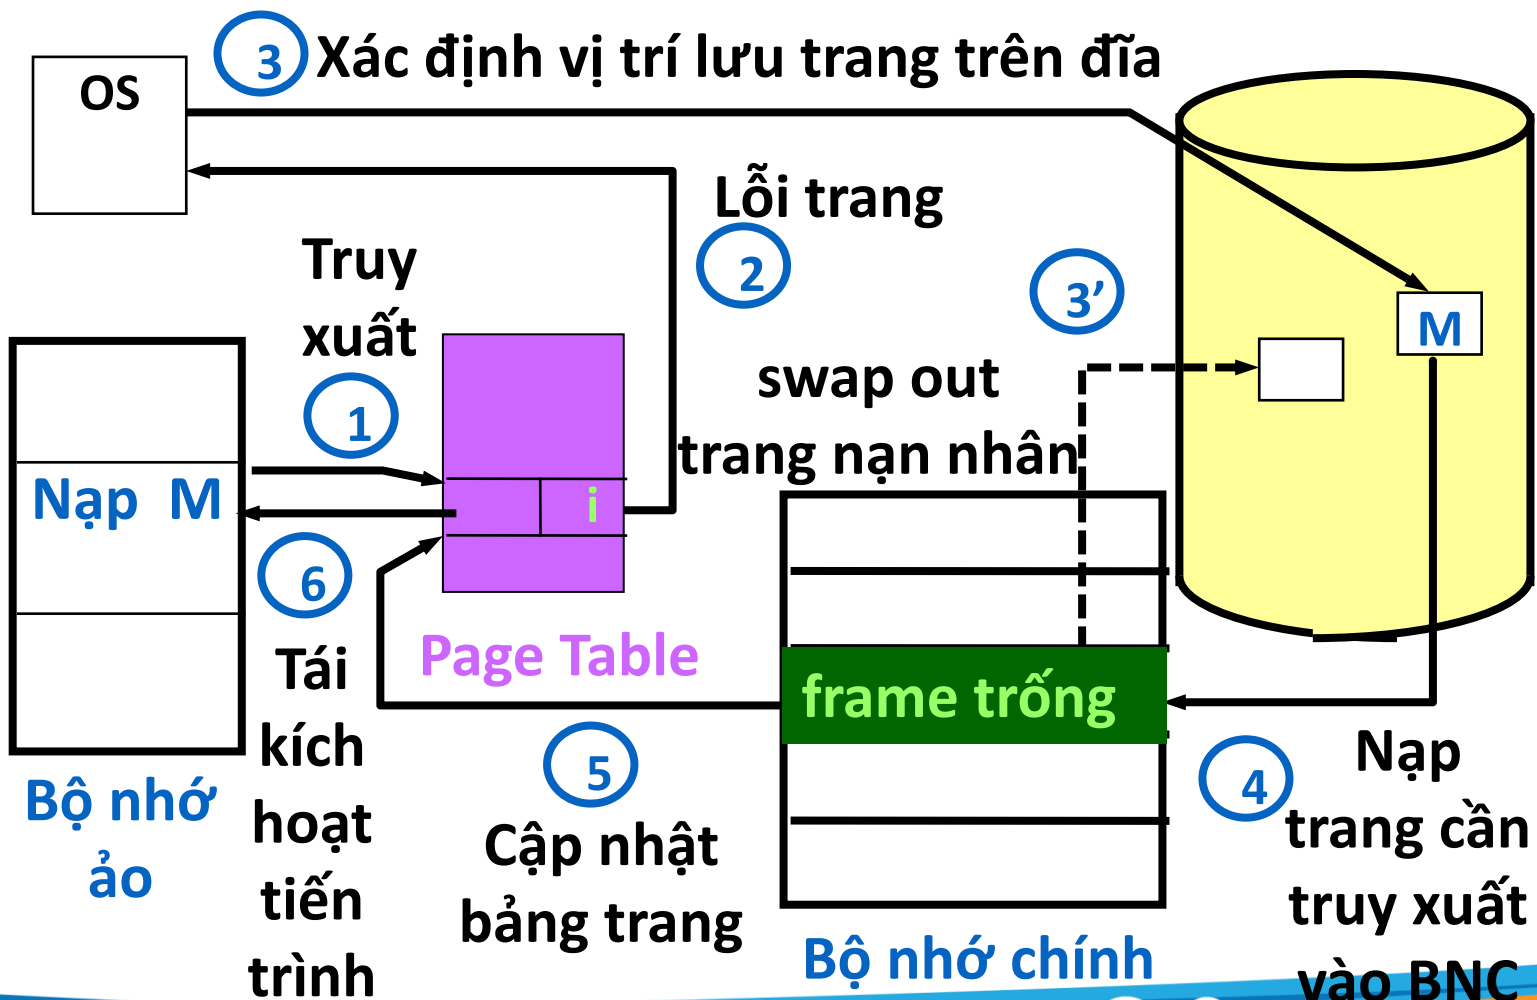 3 Xác định vị trí lưu trang trên đĩa
OS
Lỗi trang
2
Truy
xuất
1
3’
M
swap out
trang nạn nhân
Nạp M
i
6
Page Table
frame trống
Tái
kích
hoạt
tiến
trình
5
Cập nhật
bảng trang
4
Nạp
trang cần
truy xuất
vào BNC
Bộ nhớ
ảo
Bộ nhớ chính